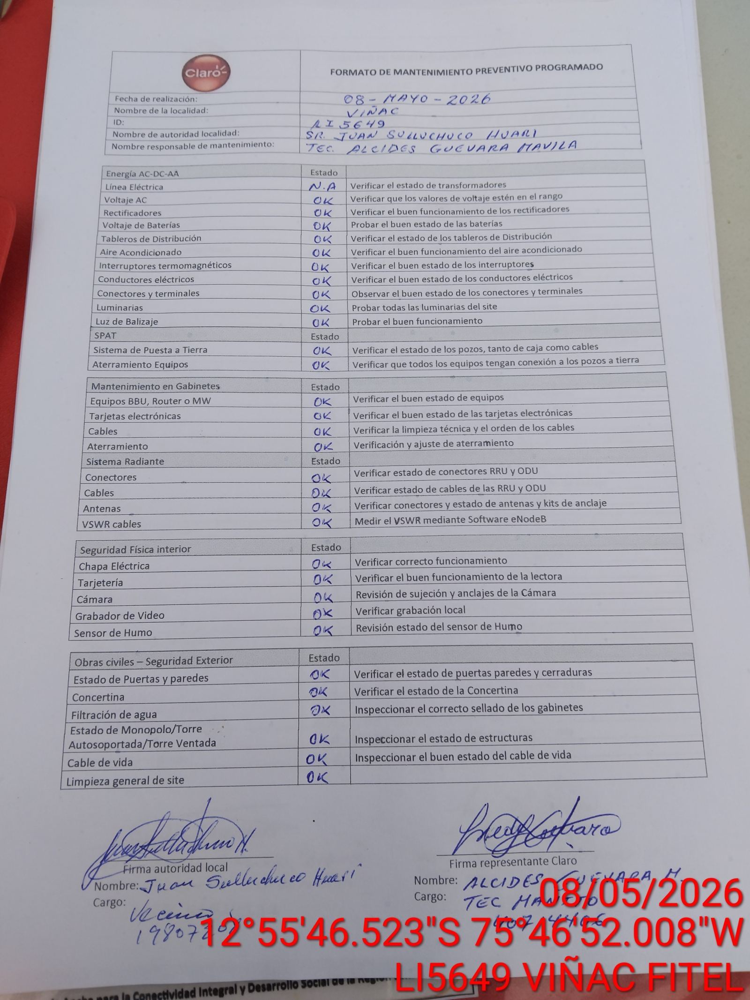 Claro
FORMATO DE MANTENIMIENTO PREVENTIVO PROGRAMADO
Fecha de realización: 08 - MAYO - 2026
Nombre de la localidad: VIÑAC
ID: LI5649
Nombre de autoridad localidad: SR. JUAN SULLUCHUCO HUARI
Nombre responsable de mantenimiento: TEC. ALCIDES GUEVARA MAVILA
Energía AC-DC-AA Estado
Línea Eléctrica N.A Verificar el estado de transformadores
Voltaje AC OK Verificar que los valores de voltaje estén en el rango
Rectificadores OK Verificar el buen funcionamiento de los rectificadores
Voltaje de Baterías OK Probar el buen estado de las baterías
Tableros de Distribución OK Verificar el estado de los tableros de Distribución
Aire Acondicionado OK Verificar el buen funcionamiento del aire acondicionado
Interruptores termomagnéticos OK Verificar el buen estado de los interruptores
Conductores eléctricos OK Verificar el buen estado de los conductores eléctricos
Conectores y terminales OK Observar el buen estado de los conectores y terminales
Luminarias OK Probar todas las luminarias del site
Luz de Balizaje OK Probar el buen funcionamiento
SPAT Estado
Sistema de Puesta a Tierra OK Verificar el estado de los pozos, tanto de caja como cables
Aterramiento Equipos OK Verificar que todos los equipos tengan conexión a los pozos a tierra
Mantenimiento en Gabinetes Estado
Equipos BBU, Router o MW OK Verificar el buen estado de equipos
Tarjetas electrónicas OK Verificar el buen estado de las tarjetas electrónicas
Cables OK Verificar la limpieza técnica y el orden de los cables
Aterramiento OK Verificación y ajuste de aterramiento
Sistema Radiante Estado
Conectores OK Verificar estado de conectores RRU y ODU
Cables OK Verificar estado de cables de las RRU y ODU
Antenas OK Verificar conectores y estado de antenas y kits de anclaje
VSWR cables OK Medir el VSWR mediante Software eNodeB
Seguridad Física interior Estado
Chapa Eléctrica OK Verificar correcto funcionamiento
Tarjetería OK Verificar el buen funcionamiento de la lectora
Cámara OK Revisión de sujeción y anclajes de la Cámara
Grabador de Video OK Verificar grabación local
Sensor de Humo OK Revisión estado del sensor de Humo
Obras civiles – Seguridad Exterior Estado
Estado de Puertas y paredes OK Verificar el estado de puertas paredes y cerraduras
Concertina OK Verificar el estado de la Concertina
Filtración de agua OK Inspeccionar el correcto sellado de los gabinetes
Estado de Monopolo/Torre
Autosoportada/Torre Ventada OK Inspeccionar el estado de estructuras
Cable de vida OK Inspeccionar el buen estado del cable de vida
Limpieza general de site OK
Firma autoridad local
Nombre: Juan Sulluchuco Huari
Cargo:
Firma representante Claro
Nombre: ALCIDES GUEVARA M.
Cargo: TEC MANTTO
08/05/2026
12°55'46.523"S 75°46'52.008"W
LI5649 VIÑAC FITEL
para la Conectividad Integral y Desarrollo Social de la